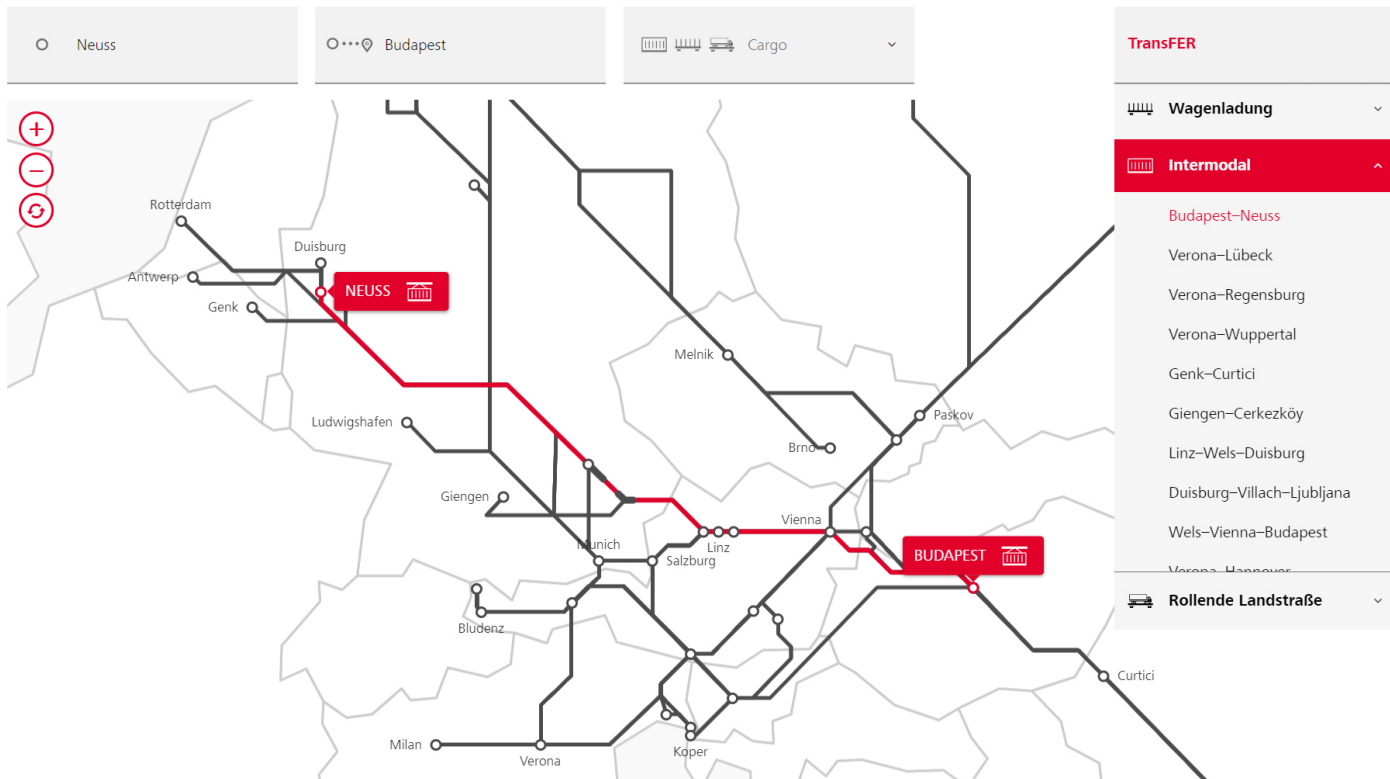 Neuss
Budapest
Cargo
TransFER
Wagenladung
Intermodal
Budapest–Neuss
Verona–Lübeck
Verona–Regensburg
Verona–Wuppertal
Genk–Curtici
Giengen–Cerkezköy
Linz–Wels–Duisburg
Duisburg–Villach–Ljubljana
Wels–Vienna–Budapest
Verona–Hannover
Rollende Landstraße
Rotterdam
Duisburg
Antwerp
NEUSS
Genk
Melnik
Ludwigshafen
Paskov
Brno
Giengen
Vienna
Munich
Linz
Salzburg
BUDAPEST
Bludenz
Curtici
Milan
Koper
Verona